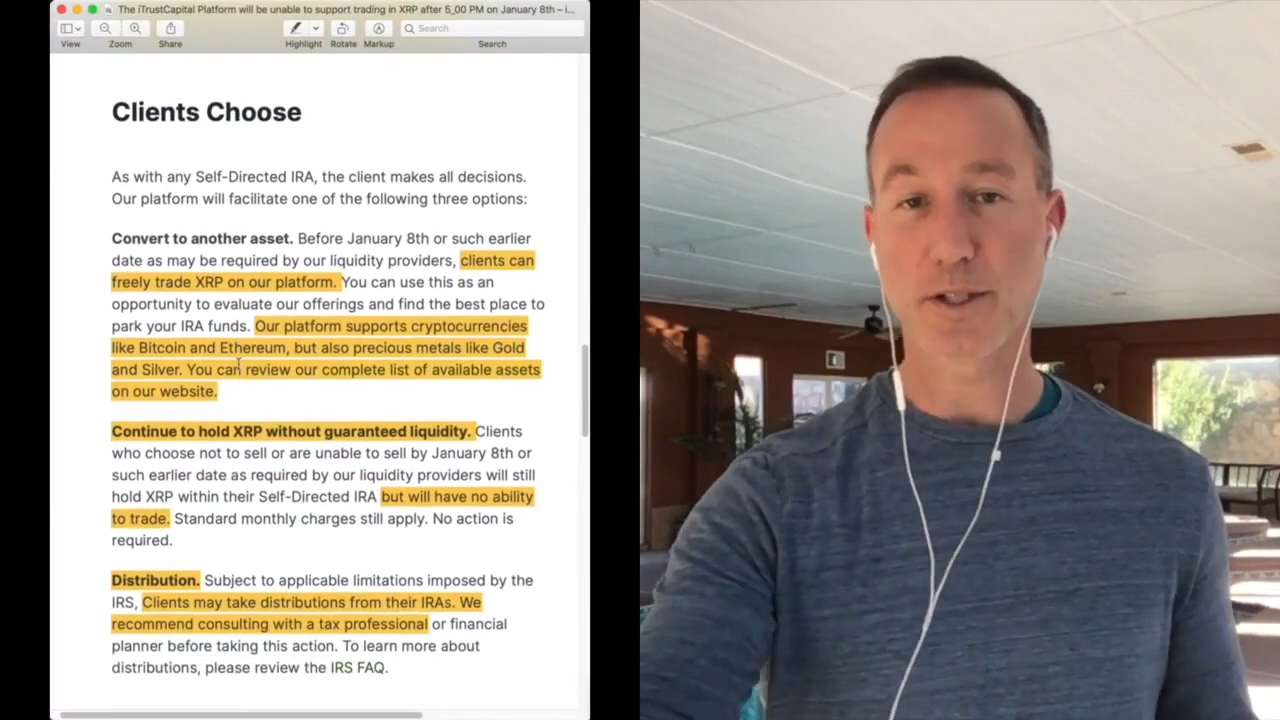 The iTrustCapital Platform will be unable to support trading in XRP after 5_00 PM on January 8th – i...
View
Zoom
Share
Highlight
Rotate
Markup
Search
Search
Clients Choose
As with any Self-Directed IRA, the client makes all decisions.
Our platform will facilitate one of the following three options:
Convert to another asset. Before January 8th or such earlier
date as may be required by our liquidity providers, clients can
freely trade XRP on our platform. You can use this as an
opportunity to evaluate our offerings and find the best place to
park your IRA funds. Our platform supports cryptocurrencies
like Bitcoin and Ethereum, but also precious metals like Gold
and Silver. You can review our complete list of available assets
on our website.
Continue to hold XRP without guaranteed liquidity. Clients
who choose not to sell or are unable to sell by January 8th or
such earlier date as required by our liquidity providers will still
hold XRP within their Self-Directed IRA but will have no ability
to trade. Standard monthly charges still apply. No action is
required.
Distribution. Subject to applicable limitations imposed by the
IRS, Clients may take distributions from their IRAs. We
recommend consulting with a tax professional or financial
planner before taking this action. To learn more about
distributions, please review the IRS FAQ.